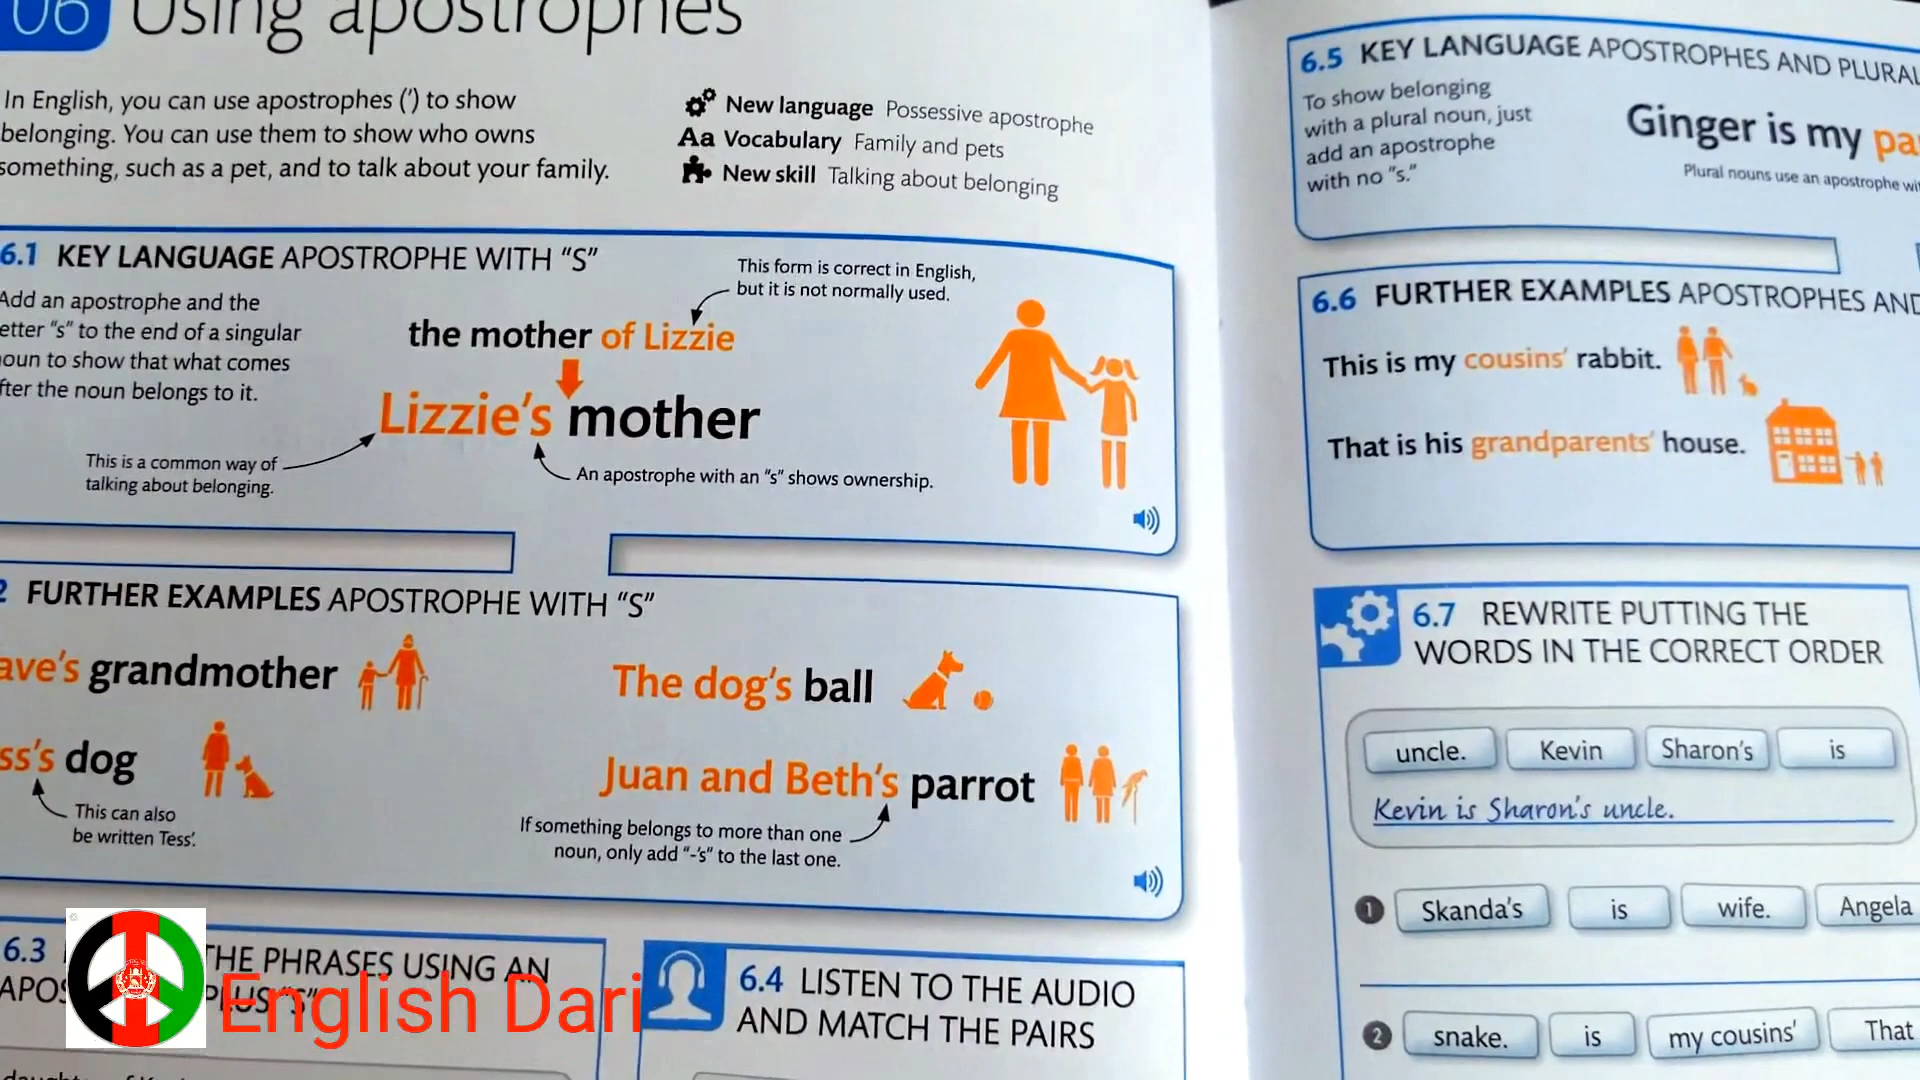 06 Using apostrophes
In English, you can use apostrophes (') to show
belonging. You can use them to show who owns
something, such as a pet, and to talk about your family.
New language Possessive apostrophe
Aa Vocabulary Family and pets
New skill Talking about belonging
6.1 KEY LANGUAGE APOSTROPHE WITH “S”
Add an apostrophe and the
etter “s” to the end of a singular
oun to show that what comes
fter the noun belongs to it.
This form is correct in English,
but it is not normally used.
the mother of Lizzie
Lizzie's mother
This is a common way of
talking about belonging.
An apostrophe with an “s” shows ownership.
2 FURTHER EXAMPLES APOSTROPHE WITH “S”
ave's grandmother
The dog's ball
ss's dog
This can also
be written Tess'.
Juan and Beth's parrot
If something belongs to more than one
noun, only add “-'s” to the last one.
6.3 THE PHRASES USING AN
APOS PLUS “S”
6.4 LISTEN TO THE AUDIO
AND MATCH THE PAIRS
English Dari
6.5 KEY LANGUAGE APOSTROPHES AND PLURAL
To show belonging
with a plural noun, just
add an apostrophe
with no “s.”
Ginger is my pa
Plural nouns use an apostrophe wi
6.6 FURTHER EXAMPLES APOSTROPHES AND
This is my cousins' rabbit.
That is his grandparents' house.
6.7 REWRITE PUTTING THE
WORDS IN THE CORRECT ORDER
uncle. Kevin Sharon's is
Kevin is Sharon's uncle.
1 Skanda's is wife. Angela
2 snake. is my cousins' That